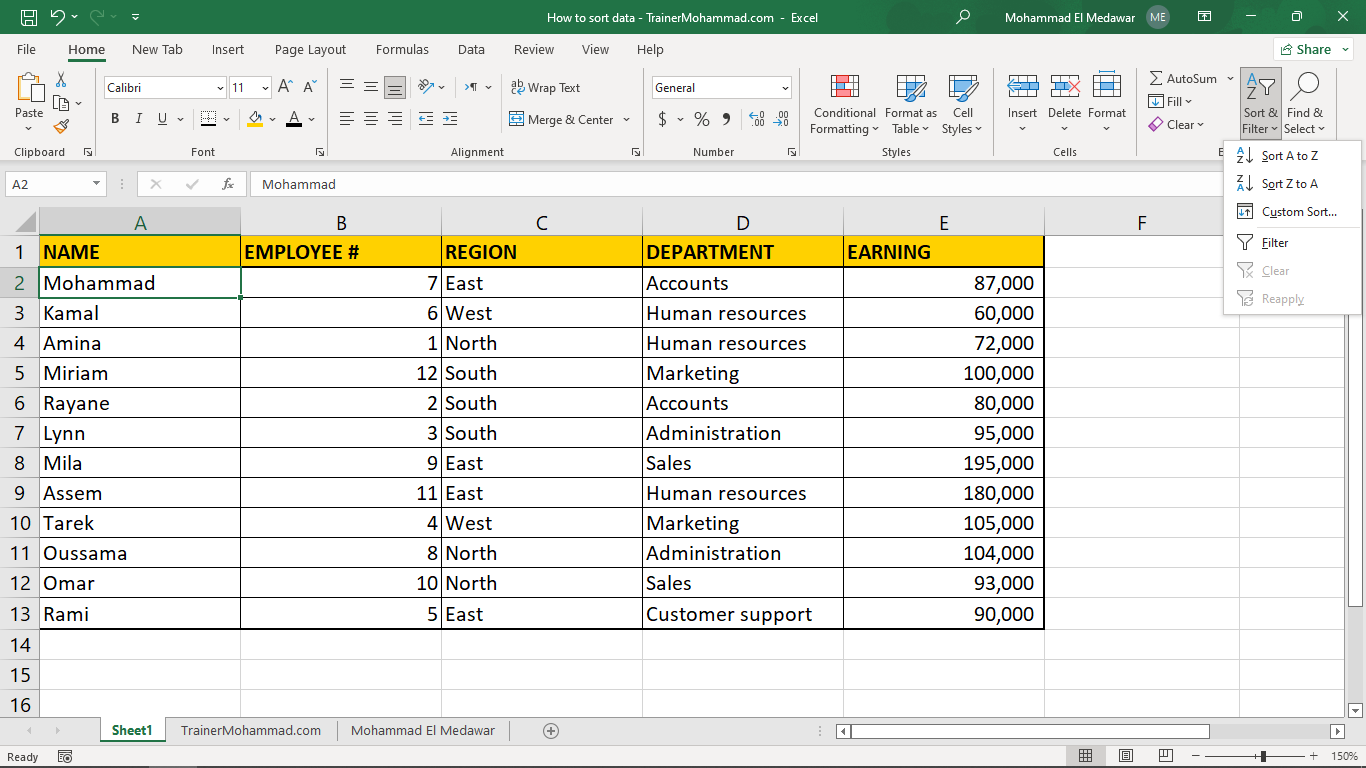 How to sort data - TrainerMohammad.com - Excel
Mohammad El Medawar ME
File Home New Tab Insert Page Layout Formulas Data Review View Help Share
Paste
Clipboard
Calibri 11
B I U A
Font
Wrap Text
Merge & Center
Alignment
General
$ % 9
Number
Conditional Formatting
Format as Table
Cell Styles
Styles
Insert Delete Format
Cells
AutoSum
Fill
Clear
Sort & Filter
Find & Select
E
Sort A to Z
Sort Z to A
Custom Sort...
Filter
Clear
Reapply
A2 fx Mohammad
A B C D E F
1 NAME EMPLOYEE # REGION DEPARTMENT EARNING
2 Mohammad 7 East Accounts 87,000
3 Kamal 6 West Human resources 60,000
4 Amina 1 North Human resources 72,000
5 Miriam 12 South Marketing 100,000
6 Rayane 2 South Accounts 80,000
7 Lynn 3 South Administration 95,000
8 Mila 9 East Sales 195,000
9 Assem 11 East Human resources 180,000
10 Tarek 4 West Marketing 105,000
11 Oussama 8 North Administration 104,000
12 Omar 10 North Sales 93,000
13 Rami 5 East Customer support 90,000
14
15
16
Sheet1 TrainerMohammad.com Mohammad El Medawar
Ready 150%